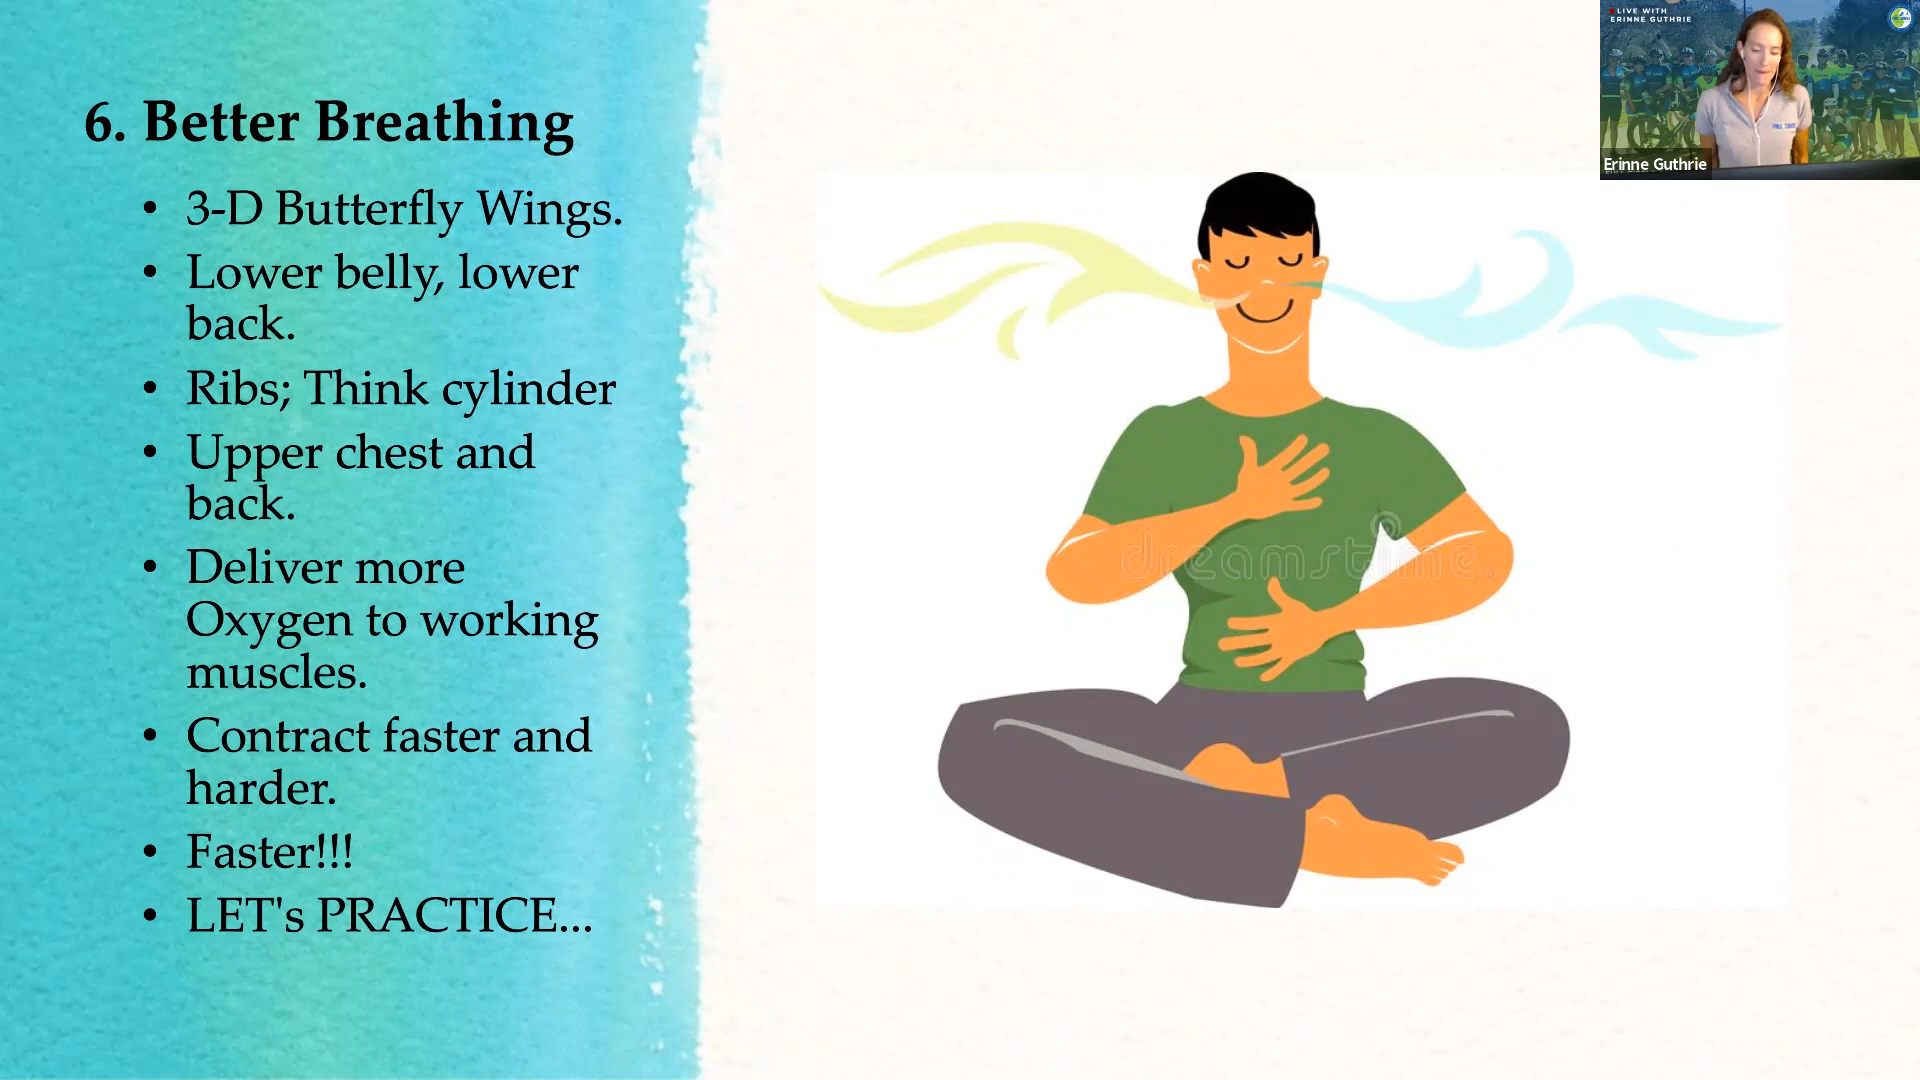 LIVE WITH
ERINNE GUTHRIE
6. Better Breathing
• 3-D Butterfly Wings.
• Lower belly, lower
back.
• Ribs; Think cylinder
• Upper chest and
back.
• Deliver more
Oxygen to working
muscles.
• Contract faster and
harder.
• Faster!!!
• LET's PRACTICE...
dreamstime.
Erinne Guthrie